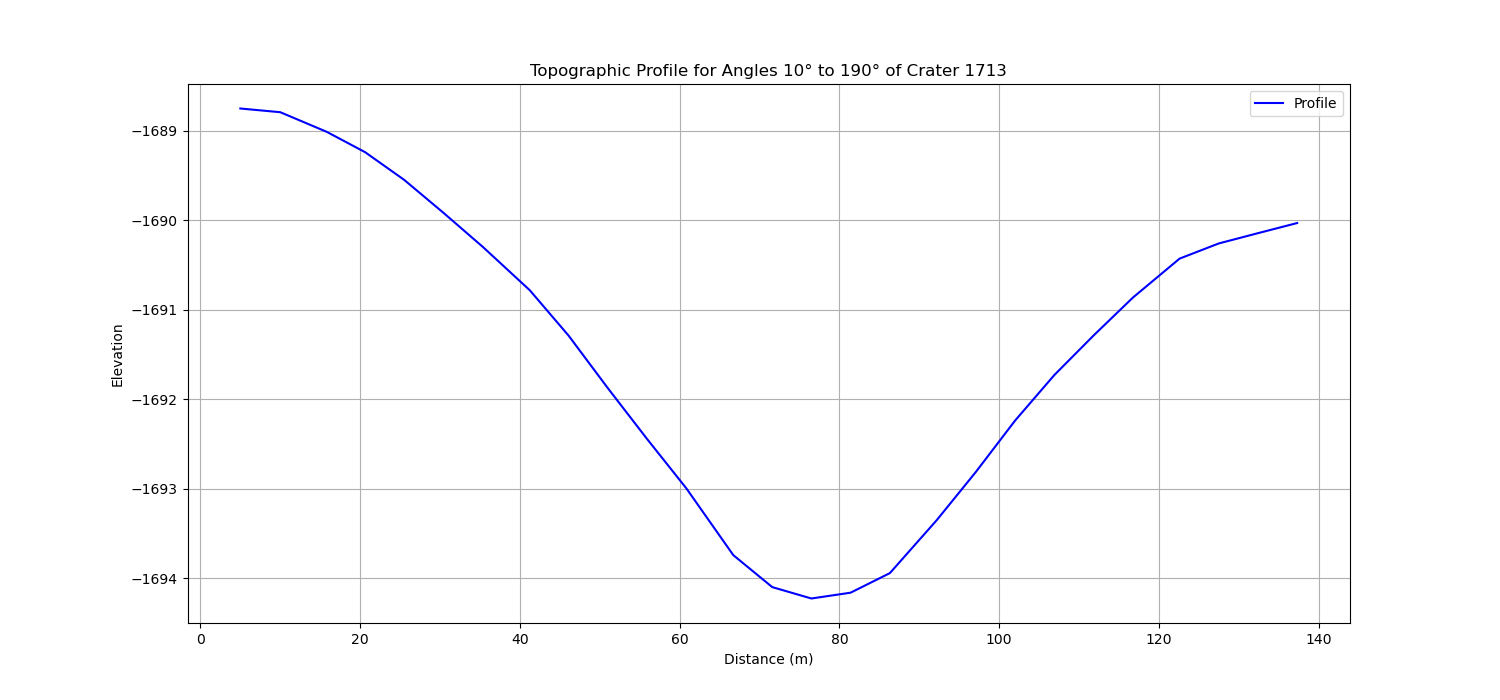 Topographic Profile for Angles 10° to 190° of Crater 1713
Profile
−1689
−1690
−1691
−1692
−1693
−1694
Elevation
0 20 40 60 80 100 120 140
Distance (m)